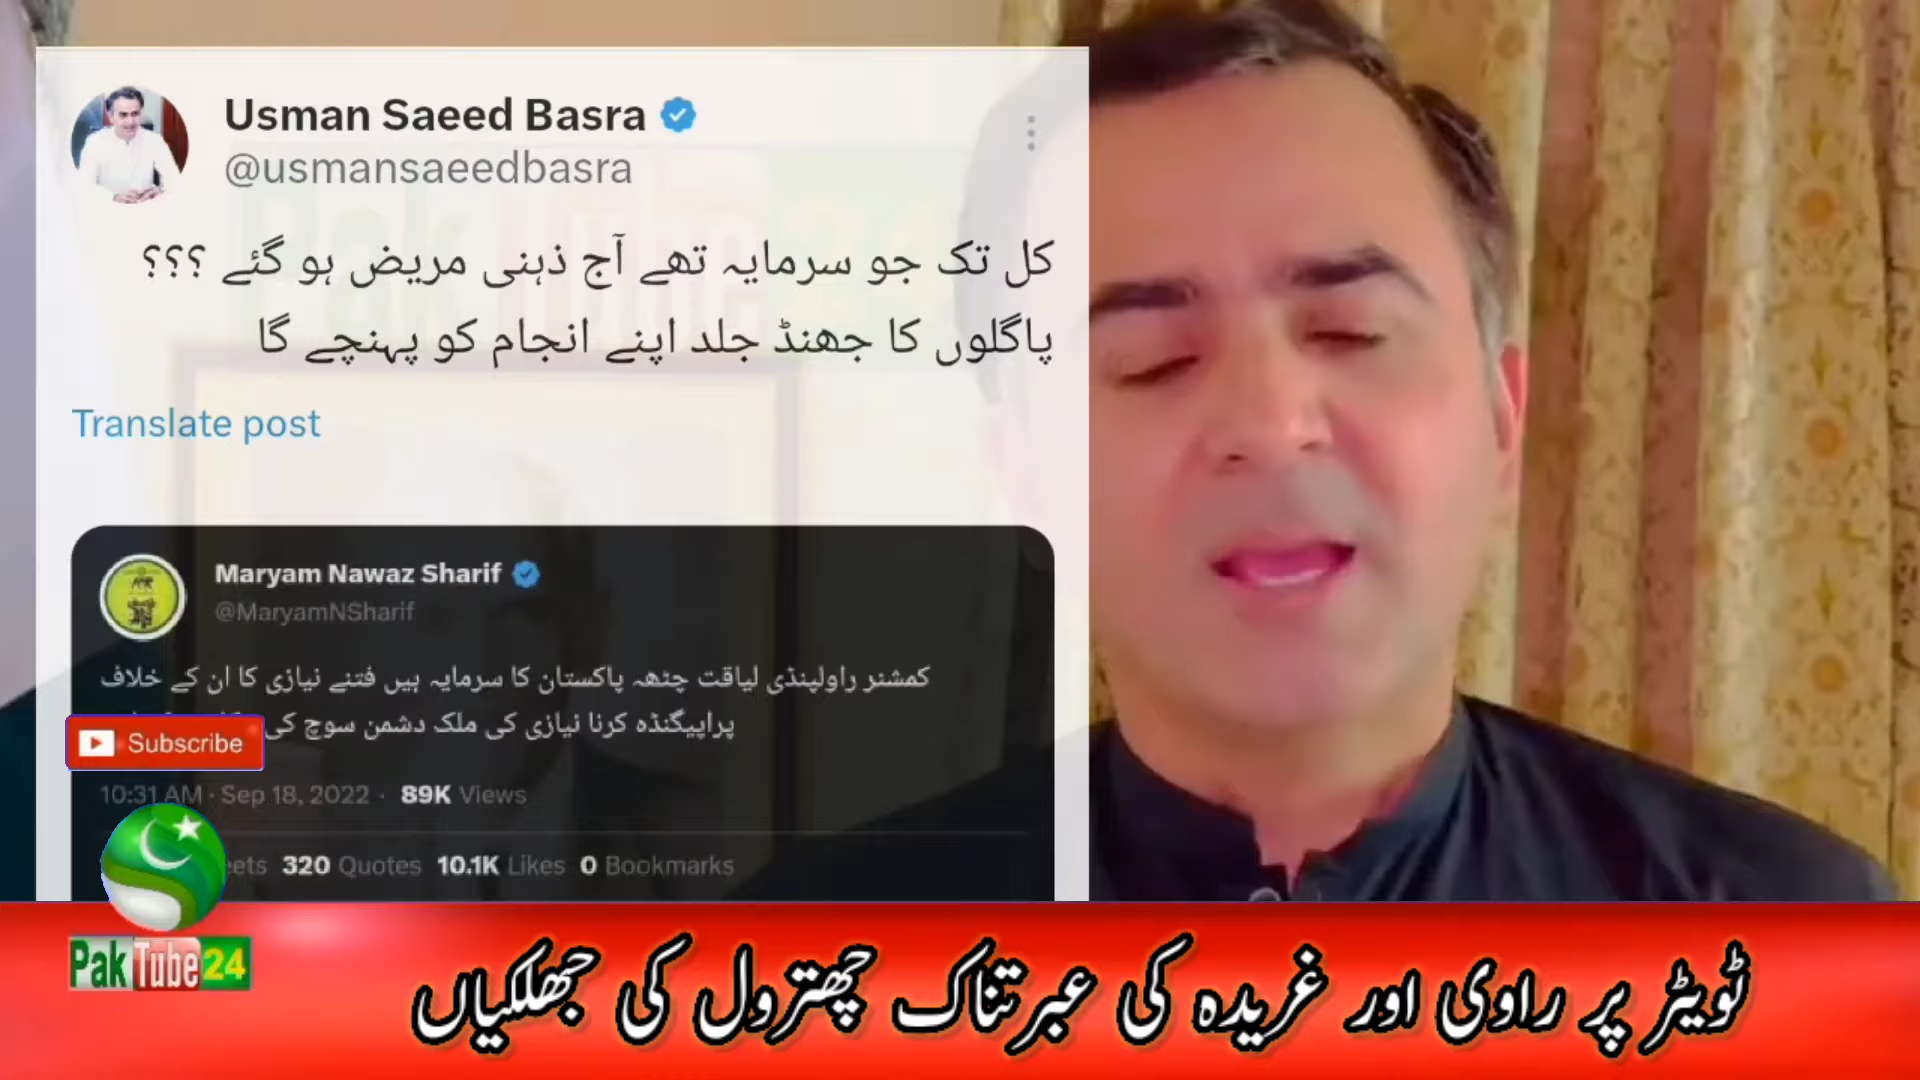 Usman Saeed Basra
@usmansaeedbasra
کل تک جو سرمایہ تھے آج ذہنی مریض ہو گئے ؟؟؟
پاگلوں کا جھنڈ جلد اپنے انجام کو پہنچے گا
Translate post
Maryam Nawaz Sharif
@MaryamNSharif
کمشنر راولپنڈی لیاقت چٹھہ پاکستان کا سرمایہ ہیں فتنے نیازی کا ان کے خلاف
پراپیگنڈہ کرنا نیازی کی ملک دشمن سوچ کی
Subscribe
10:31 AM · Sep 18, 2022 · 89K Views
320 Quotes 10.1K Likes 0 Bookmarks
PakTube24
ٹویٹر پر راوی اور غریدہ کی عبرتناک چھترول کی جھلکیاں